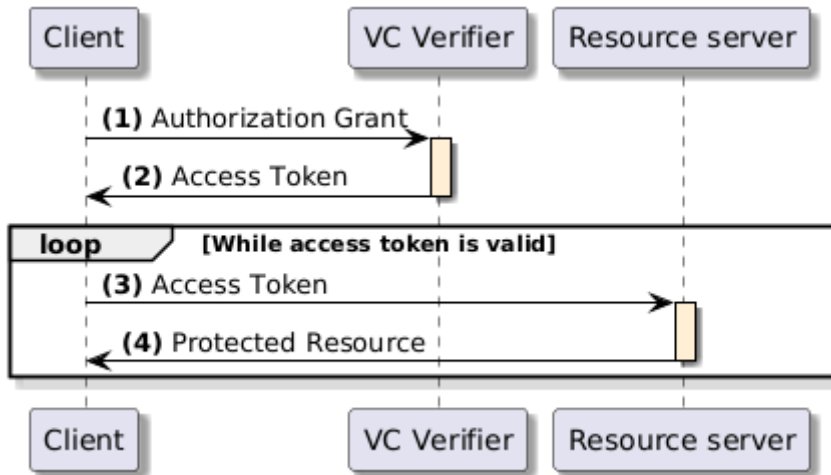 Client VC Verifier Resource server
(1) Authorization Grant
(2) Access Token
loop [While access token is valid]
(3) Access Token
(4) Protected Resource
Client VC Verifier Resource server